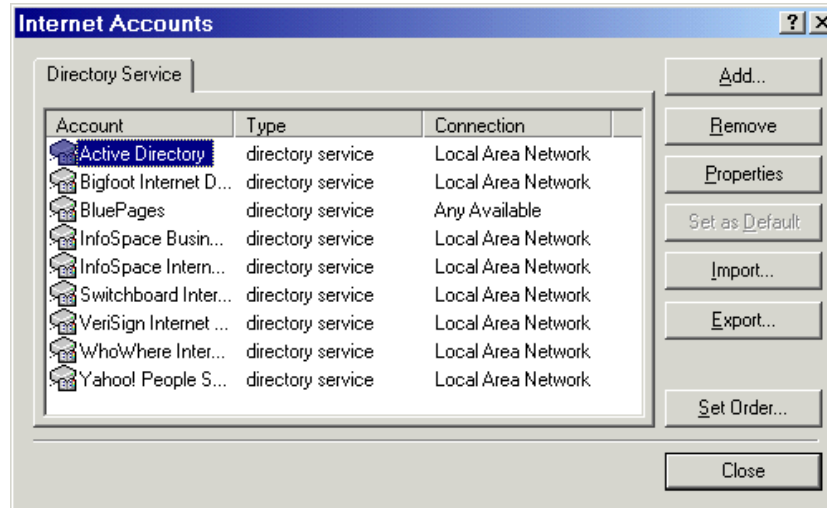 Internet Accounts
Directory Service
Account Type Connection
Active Directory directory service Local Area Network
Bigfoot Internet D... directory service Local Area Network
BluePages directory service Any Available
InfoSpace Busin... directory service Local Area Network
InfoSpace Intern... directory service Local Area Network
Switchboard Inter... directory service Local Area Network
VeriSign Internet ... directory service Local Area Network
WhoWhere Inter... directory service Local Area Network
Yahoo! People S... directory service Local Area Network
Add...
Remove
Properties
Set as Default
Import...
Export...
Set Order...
Close